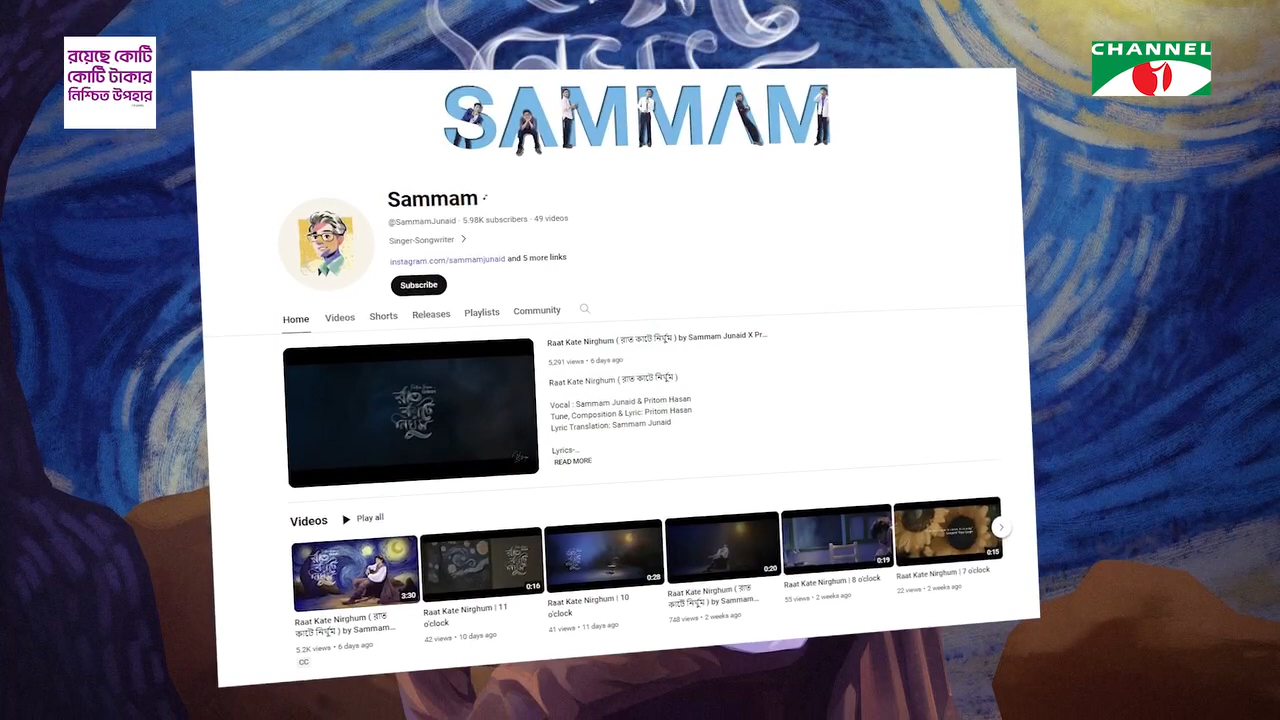 রয়েছে কোটি
কোটি টাকার
নিশ্চিত উপহার
CHANNEL
i
SAMMAM
Sammam
@SammamJunaid · 5.98K subscribers · 49 videos
Singer-Songwriter
instagram.com/sammamjunaid and 5 more links
Subscribe
Home Videos Shorts Releases Playlists Community
Raat Kate Nirghum ( রাত কাটে নির্ঘুম ) by Sammam Junaid X Pr...
5,291 views • 6 days ago
Raat Kate Nirghum ( রাত কাটে নির্ঘুম )
Vocal : Sammam Junaid & Pritom Hasan
Tune, Composition & Lyric: Pritom Hasan
Lyric Translation: Sammam Junaid
Lyrics-...
READ MORE
রাত
কাটে
নির্ঘুম
Videos Play all
3:30
0:16
0:28
0:20
0:19
0:15
Raat Kate Nirghum ( রাত
কাটে নির্ঘুম ) by Sammam...
5.2K views • 6 days ago
CC
Raat Kate Nirghum | 11
o'clock
42 views • 10 days ago
Raat Kate Nirghum | 10
o'clock
41 views • 11 days ago
Raat Kate Nirghum ( রাত
কাটে নির্ঘুম ) by Sammam...
748 views • 2 weeks ago
Raat Kate Nirghum | 8 o'clock
55 views • 2 weeks ago
Raat Kate Nirghum | 7 o'clock
22 views • 2 weeks ago